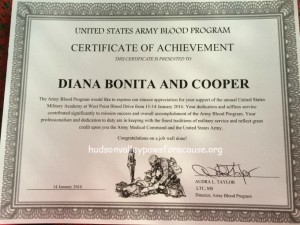 UNITED STATES ARMY BLOOD PROGRAM
CERTIFICATE OF ACHIEVEMENT
THIS CERTIFICATE IS PRESENTED TO
DIANA BONITA AND COOPER
The Army Blood Program would like to express our sincere appreciation for your support of the annual United States
Military Academy at West Point Blood Drive from 11-14 January 2016. Your dedication and selfless service
contributed significantly to mission success and overall accomplishment of the Army Blood Program. Your
professionalism and dedication to duty are in keeping with the finest traditions of military service and reflect great
credit upon you the Army Medical Command and the United States Army.
Congratulations on a job well done!
hudsonvalleypawsforacause.org
14 January 2016
AUDRA L. TAYLOR
LTC, MS
Director, Army Blood Program